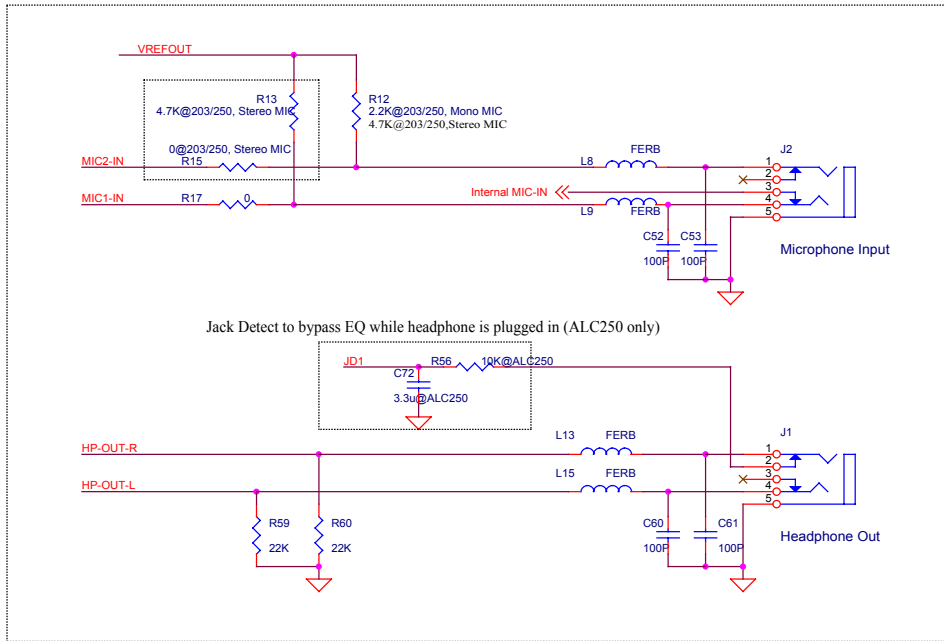 VREFOUT
R13
4.7K@203/250, Stereo MIC
R12
2.2K@203/250, Mono MIC
4.7K@203/250,Stereo MIC
0@203/250, Stereo MIC
MIC2-IN
R15
L8
FERB
J2
1
2
3
4
5
Internal MIC-IN
MIC1-IN
R17
0
L9
FERB
C52
C53
100P
100P
Microphone Input
Jack Detect to bypass EQ while headphone is plugged in (ALC250 only)
JD1
R56
10K@ALC250
C72
3.3u@ALC250
HP-OUT-R
L13
FERB
J1
1
2
3
4
5
HP-OUT-L
L15
FERB
R59
R60
22K
22K
C60
C61
100P
100P
Headphone Out